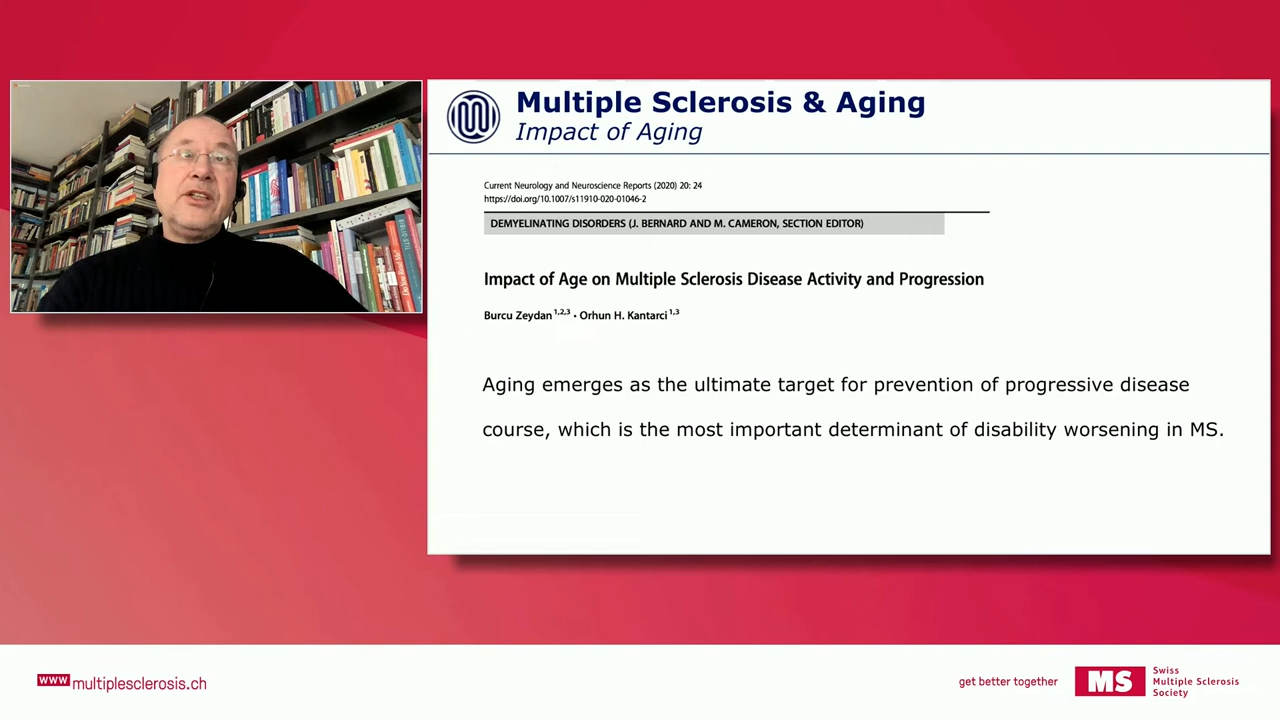 Multiple Sclerosis & Aging
Impact of Aging
Current Neurology and Neuroscience Reports (2020) 20: 24
https://doi.org/10.1007/s11910-020-01046-2
DEMYELINATING DISORDERS (J. BERNARD AND M. CAMERON, SECTION EDITOR)
Impact of Age on Multiple Sclerosis Disease Activity and Progression
Burcu Zeydan 1,2,3 • Orhun H. Kantarci 1,3
Aging emerges as the ultimate target for prevention of progressive disease
course, which is the most important determinant of disability worsening in MS.
www multiplesclerosis.ch
get better together
MS
Swiss
Multiple Sclerosis
Society